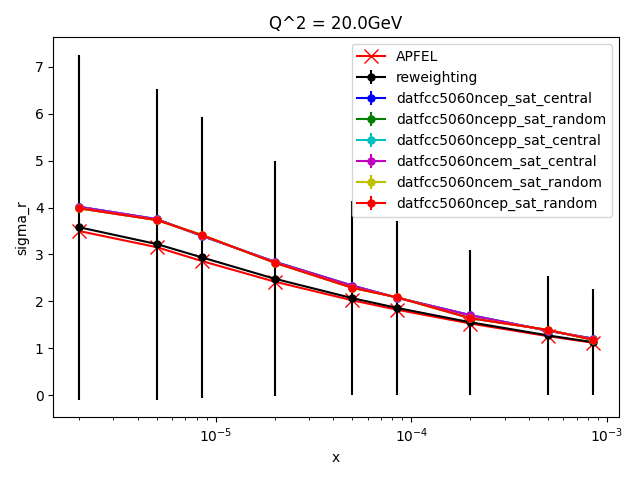 Q^2 = 20.0GeV
APFEL
reweighting
datfcc5060ncep_sat_central
datfcc5060ncepp_sat_random
datfcc5060ncepp_sat_central
datfcc5060ncem_sat_central
datfcc5060ncem_sat_random
datfcc5060ncep_sat_random
sigma_r
7
6
5
4
3
2
1
0
10⁻⁵ 10⁻⁴ 10⁻³
x